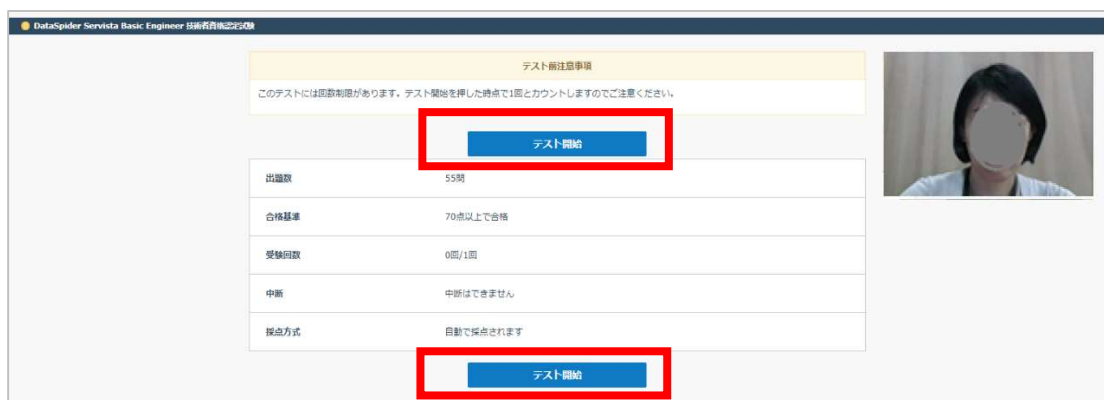 DataSpider Servista Basic Engineer 技術者資格認定試験
テスト前注意事項
このテストには回数制限があります。テスト開始を押した時点で1回とカウントしますのでご注意ください。
テスト開始
出題数 55問
合格基準 70点以上で合格
受験回数 0回/1回
中断 中断はできません
採点方式 自動で採点されます
テスト開始